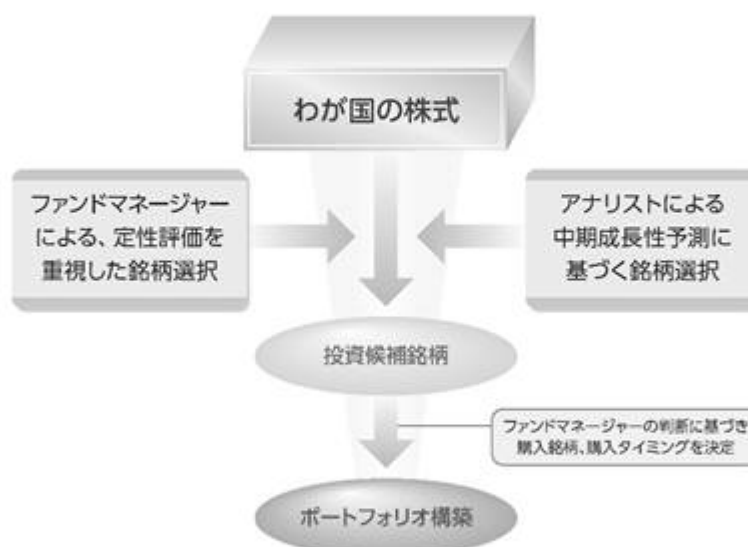 わが国の株式
ファンドマネージャー
による、定性評価を
重視した銘柄選択
アナリストによる
中期成長性予測に
基づく銘柄選択
投資候補銘柄
ファンドマネージャーの判断に基づき
購入銘柄、購入タイミングを決定
ポートフォリオ構築